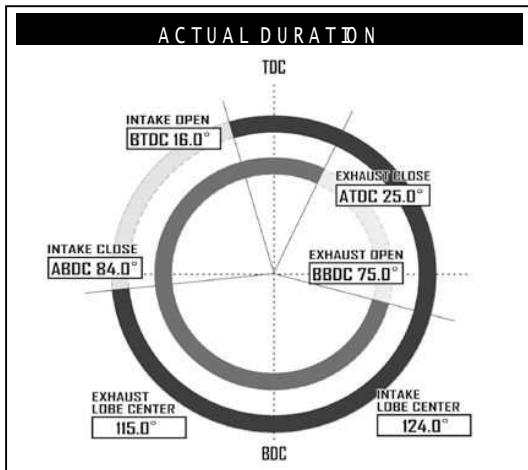 ACTUAL DURATION
TDC
INTAKE OPEN
BTDC 16.0°
EXHAUST CLOSE
ATDC 25.0°
INTAKE CLOSE
ABDC 84.0°
EXHAUST OPEN
BBDC 75.0°
EXHAUST
LOBE CENTER
115.0°
INTAKE
LOBE CENTER
124.0°
BDC